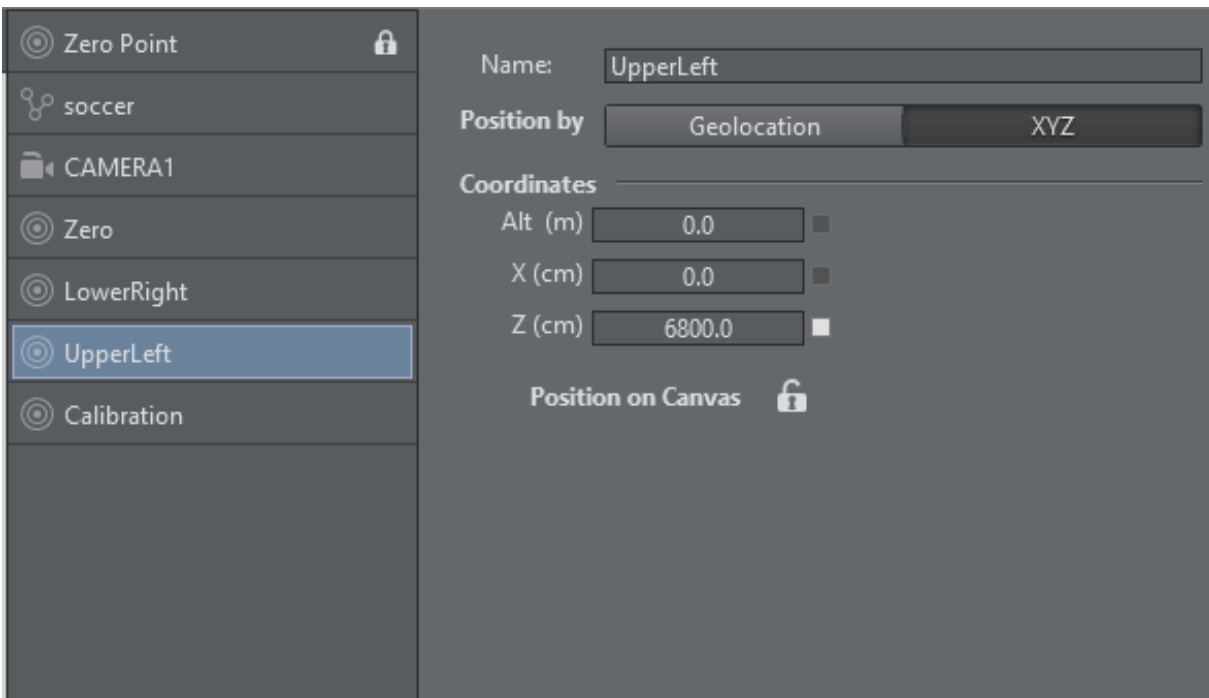 Zero Point
soccer
CAMERA1
Zero
LowerRight
UpperLeft
Calibration
Name: UpperLeft
Position by Geolocation XYZ
Coordinates
Alt (m) 0.0
X (cm) 0.0
Z (cm) 6800.0
Position on Canvas